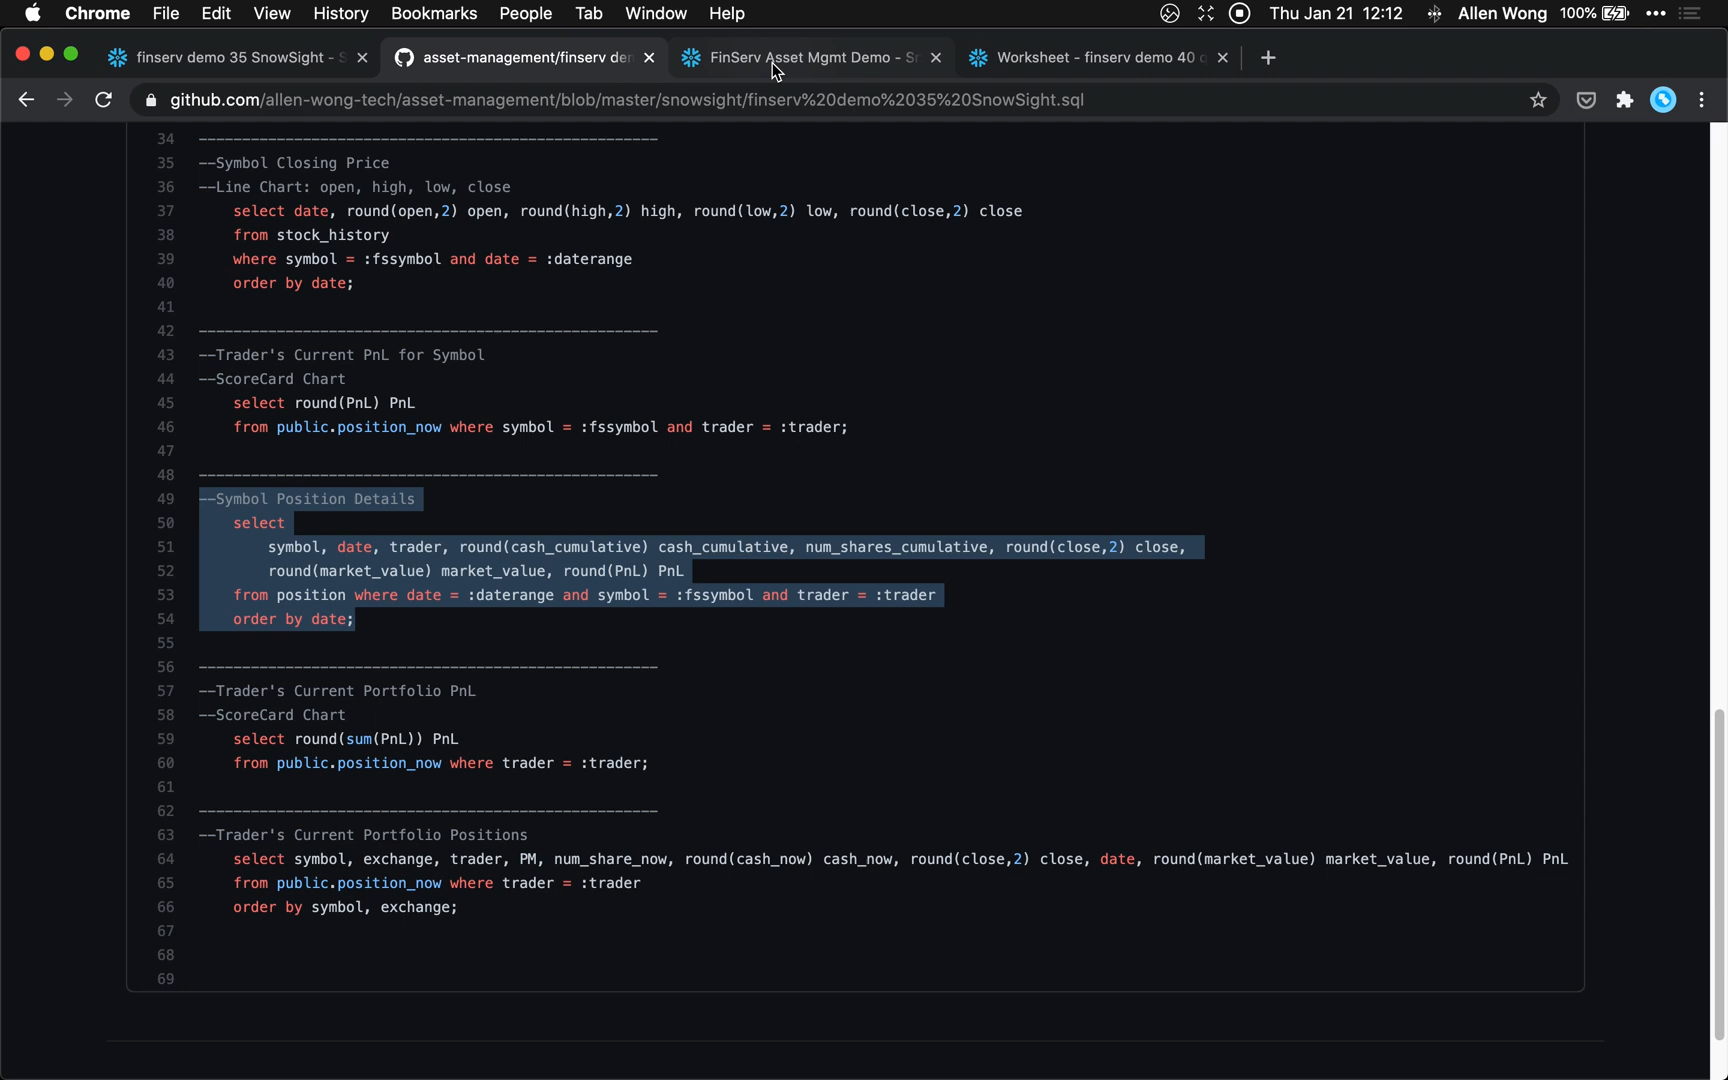 Chrome File Edit View History Bookmarks People Tab Window Help Thu Jan 21 12:12 Allen Wong 100%
finserv demo 35 SnowSight - asset-management/finserv de FinServ Asset Mgmt Demo - Worksheet - finserv demo 40
github.com/allen-wong-tech/asset-management/blob/master/snowsight/finserv%20demo%2035%20SnowSight.sql
34 -----------------------------------------------------
35 --Symbol Closing Price
36 --Line Chart: open, high, low, close
37 select date, round(open,2) open, round(high,2) high, round(low,2) low, round(close,2) close
38 from stock_history
39 where symbol = :fssymbol and date = :daterange
40 order by date;
41
42 -----------------------------------------------------
43 --Trader's Current PnL for Symbol
44 --ScoreCard Chart
45 select round(PnL) PnL
46 from public.position_now where symbol = :fssymbol and trader = :trader;
47
48 -----------------------------------------------------
49 --Symbol Position Details
50 select
51 symbol, date, trader, round(cash_cumulative) cash_cumulative, num_shares_cumulative, round(close,2) close,
52 round(market_value) market_value, round(PnL) PnL
53 from position where date = :daterange and symbol = :fssymbol and trader = :trader
54 order by date;
55
56 -----------------------------------------------------
57 --Trader's Current Portfolio PnL
58 --ScoreCard Chart
59 select round(sum(PnL)) PnL
60 from public.position_now where trader = :trader;
61
62 -----------------------------------------------------
63 --Trader's Current Portfolio Positions
64 select symbol, exchange, trader, PM, num_share_now, round(cash_now) cash_now, round(close,2) close, date, round(market_value) market_value, round(PnL) PnL
65 from public.position_now where trader = :trader
66 order by symbol, exchange;
67
68
69